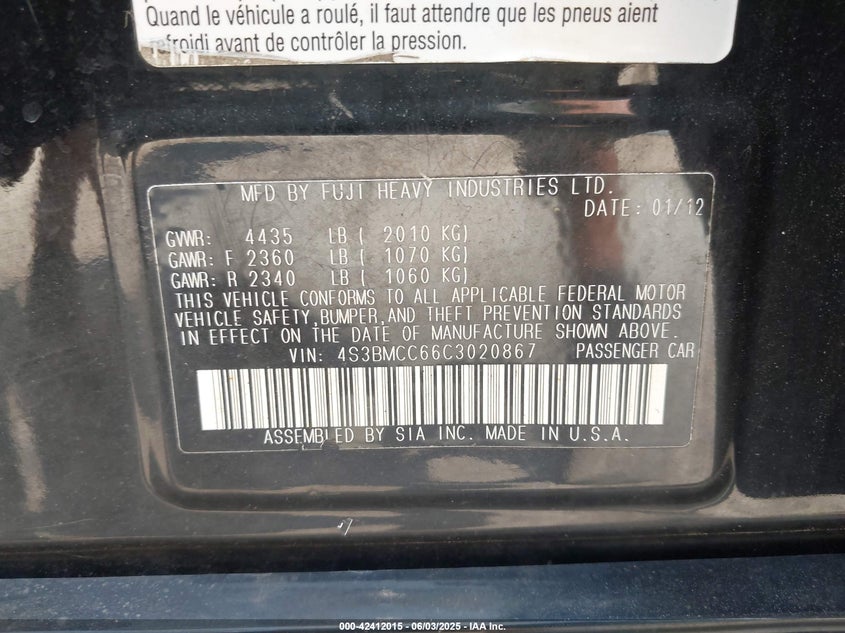 Quand le véhicule a roulé, il faut attendre que les pneus aient
refroidi avant de contrôler la pression.
MFD BY FUJI HEAVY INDUSTRIES LTD.
DATE: 01/12
GVWR: 4435 LB ( 2010 KG)
GAWR: F 2360 LB ( 1070 KG)
GAWR: R 2340 LB ( 1060 KG)
THIS VEHICLE CONFORMS TO ALL APPLICABLE FEDERAL MOTOR
VEHICLE SAFETY, BUMPER, AND THEFT PREVENTION STANDARDS
IN EFFECT ON THE DATE OF MANUFACTURE SHOWN ABOVE.
VIN: 4S3BMCC66C3020867 PASSENGER CAR
ASSEMBLED BY SIA INC. MADE IN U.S.A.
000-42412015 - 06/03/2025 - IAA Inc.